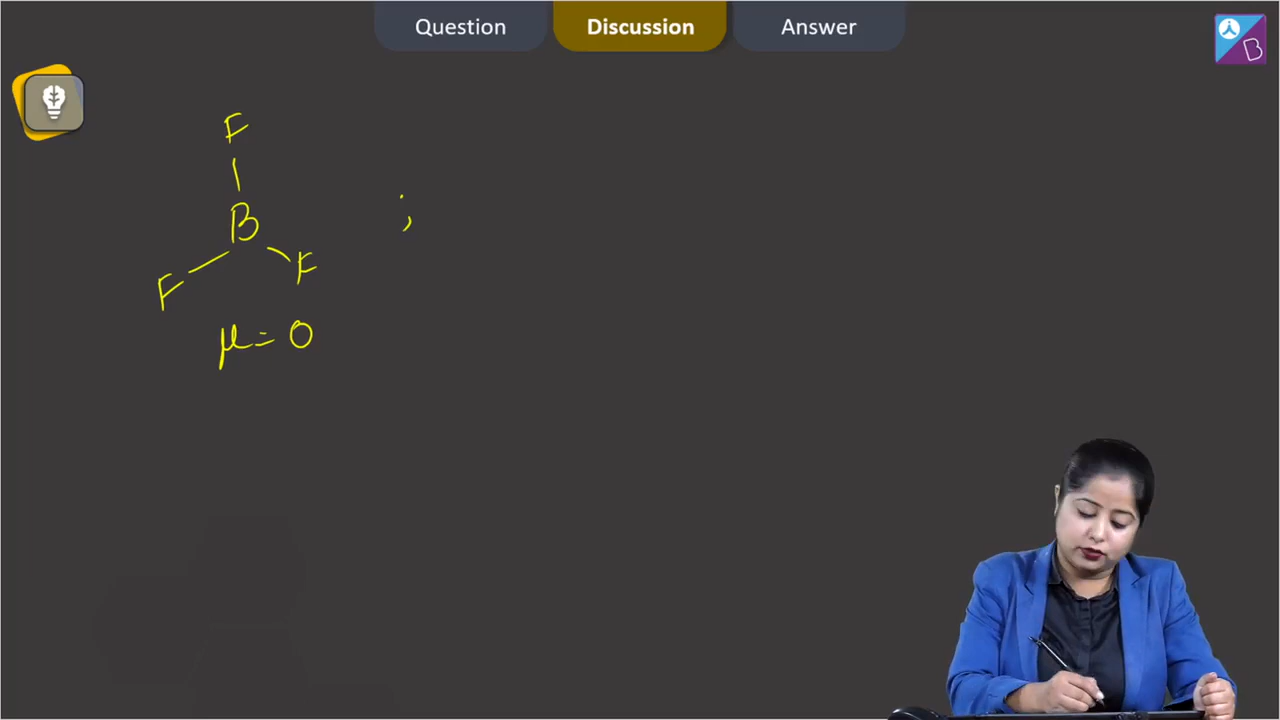 Question Discussion Answer
F
B ;
F F
μ = 0